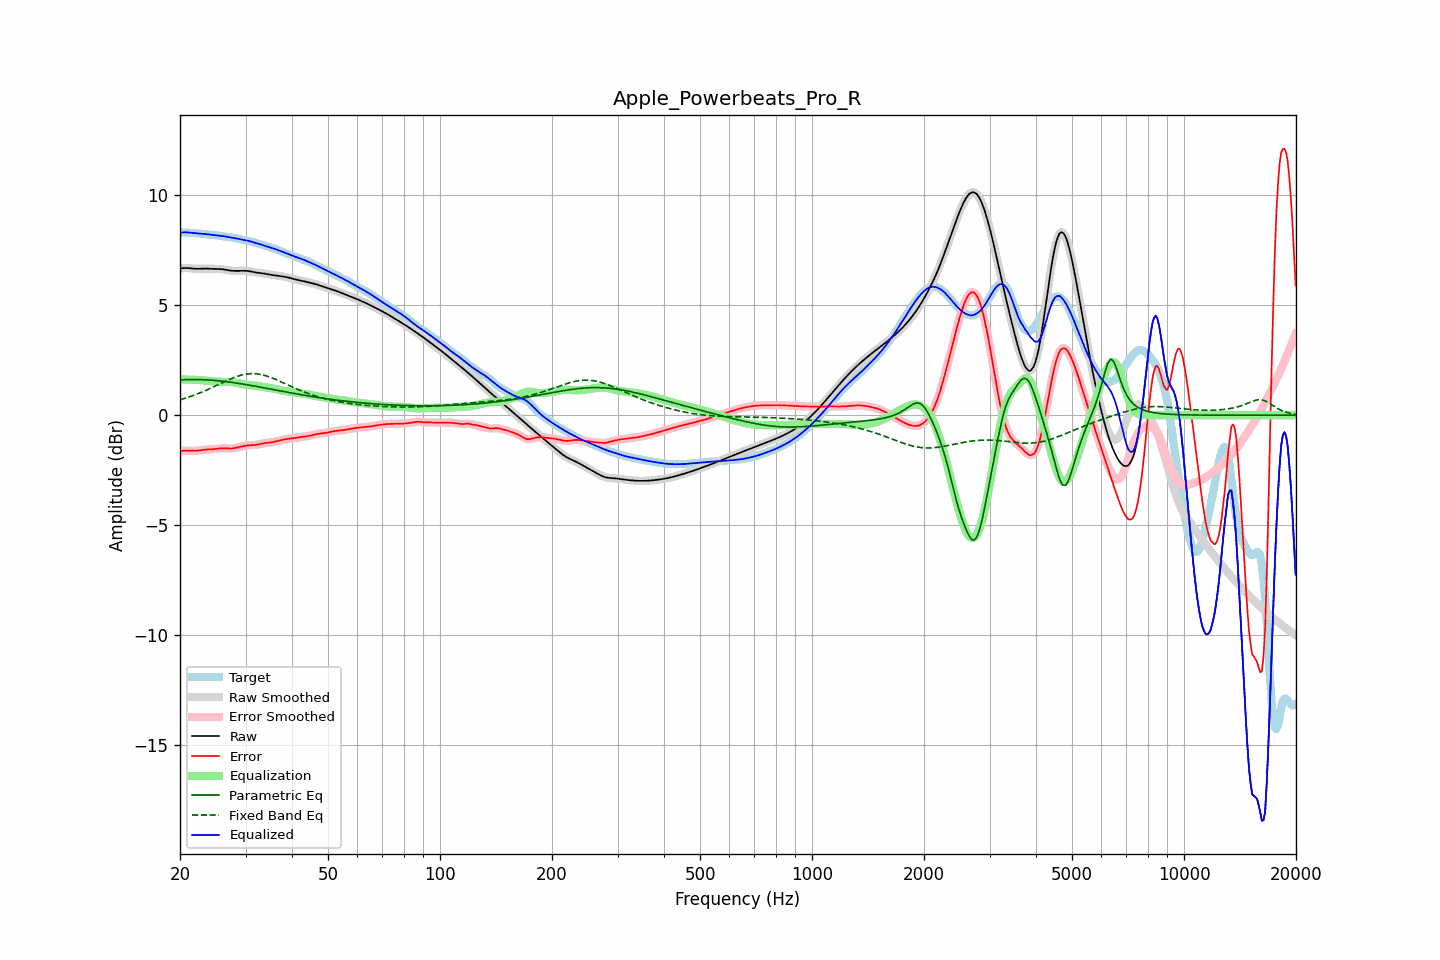 Apple_Powerbeats_Pro_R
Amplitude (dBr)
10
5
0
−5
−10
−15
Target
Raw Smoothed
Error Smoothed
Raw
Error
Equalization
Parametric Eq
Fixed Band Eq
Equalized
20 50 100 200 500 1000 2000 5000 10000 20000
Frequency (Hz)